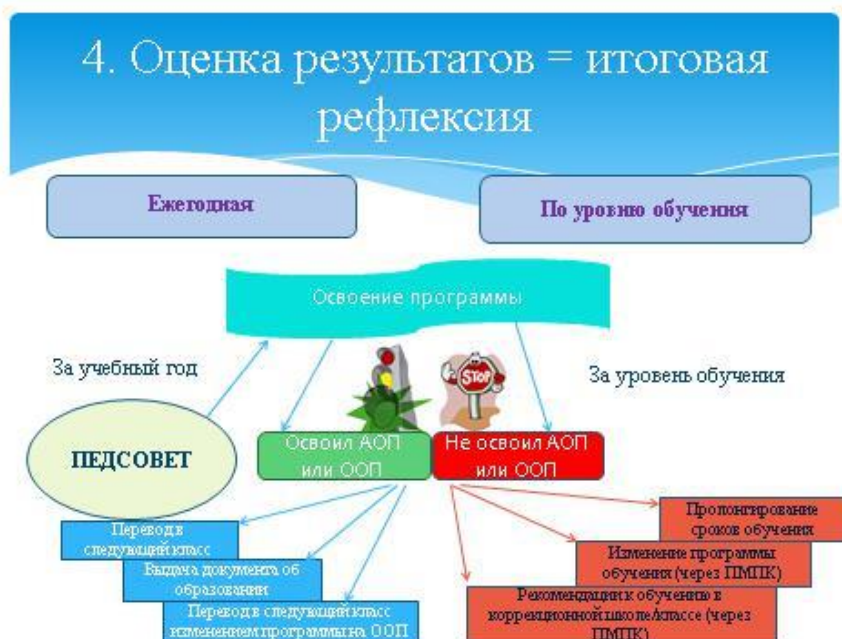 4. Оценка результатов = итоговая
рефлексия
Ежегодная
По уровню обучения
Освоение программы
За учебный год
STOP
За уровень обучения
ПЕДСОВЕТ
Освоил АОП
или ООП
Не освоил АОП
или ООП
Перевод в
следующий класс
Выдача документа об
образовании
Перевод в следующий класс
изменением программы на ООП
Пролонгирование
сроков обучения
Изменение программы
обучения (через ПМПК)
Рекомендации к обучению в
коррекционной школе/классе (через
ПМПК)